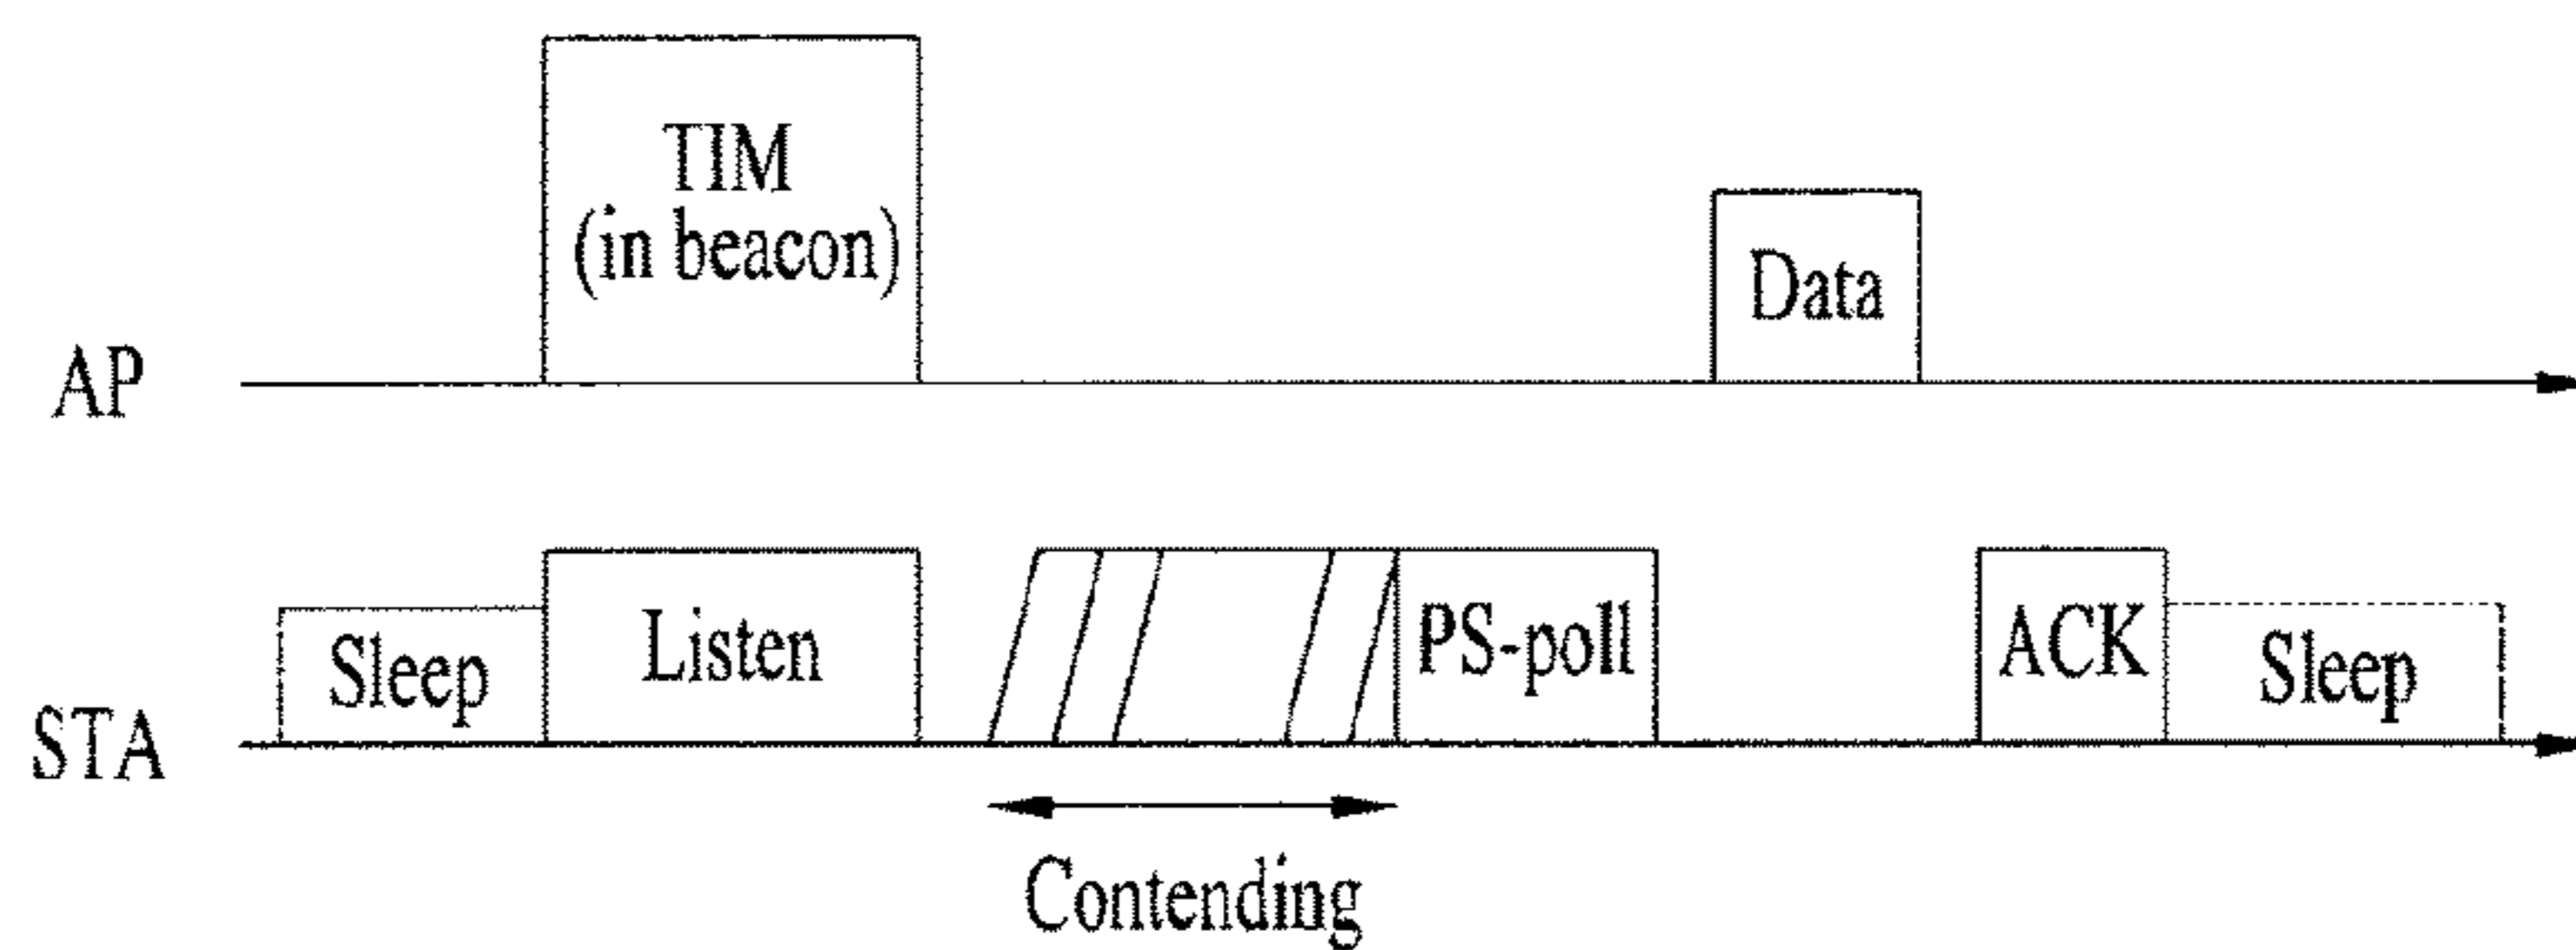 TIM
(in beacon)
Data
AP
Sleep
Listen
PS-poll
ACK
Sleep
STA
Contending